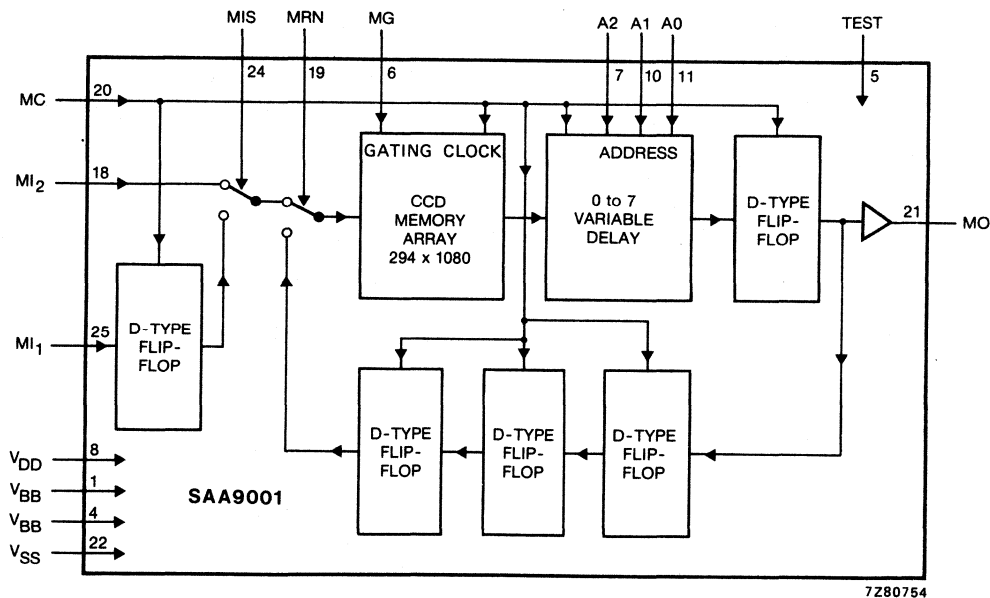 MIS MRN MG A2 A1 A0 TEST
24 19 6 7 10 11 5
MC 20
GATING CLOCK
CCD
MEMORY
ARRAY
294 x 1080
ADDRESS
0 to 7
VARIABLE
DELAY
D-TYPE
FLIP-
FLOP
21 MO
MI2 18
MI1 25
D-TYPE
FLIP-
FLOP
D-TYPE
FLIP-
FLOP
D-TYPE
FLIP-
FLOP
D-TYPE
FLIP-
FLOP
VDD 8
VBB 1
VBB 4
VSS 22
SAA9001
7Z80754